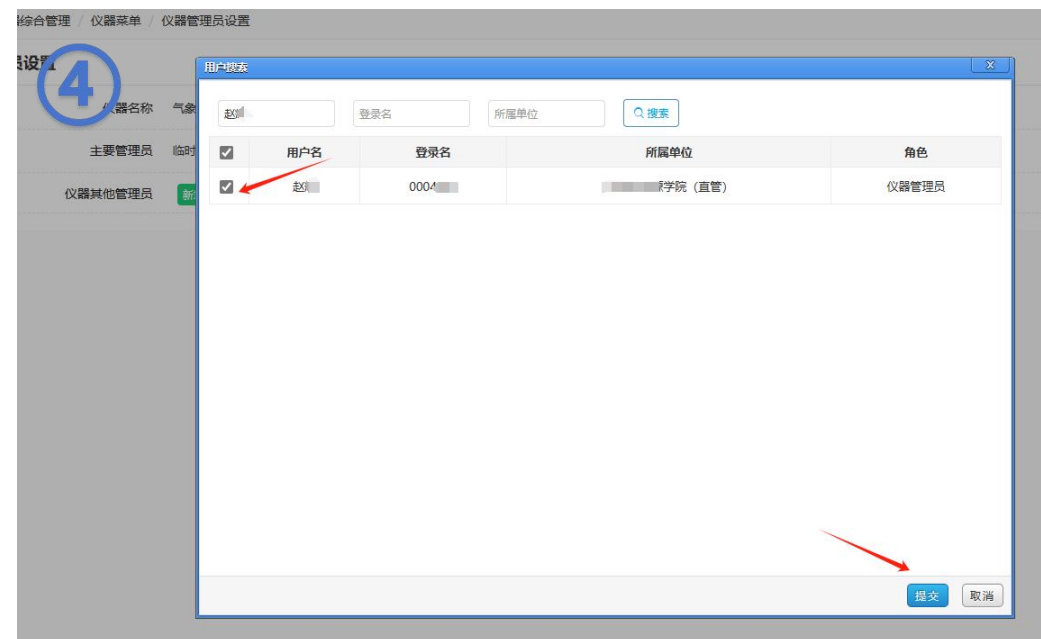 综合管理 / 仪器菜单 / 仪器管理员设置
设置
④
用户搜索
X
仪器名称 气象
赵
登录名
所属单位
搜索
主要管理员 临时
用户名 登录名 所属单位 角色
仪器其他管理员 新
赵 0004 学院（直管） 仪器管理员
提交 取消